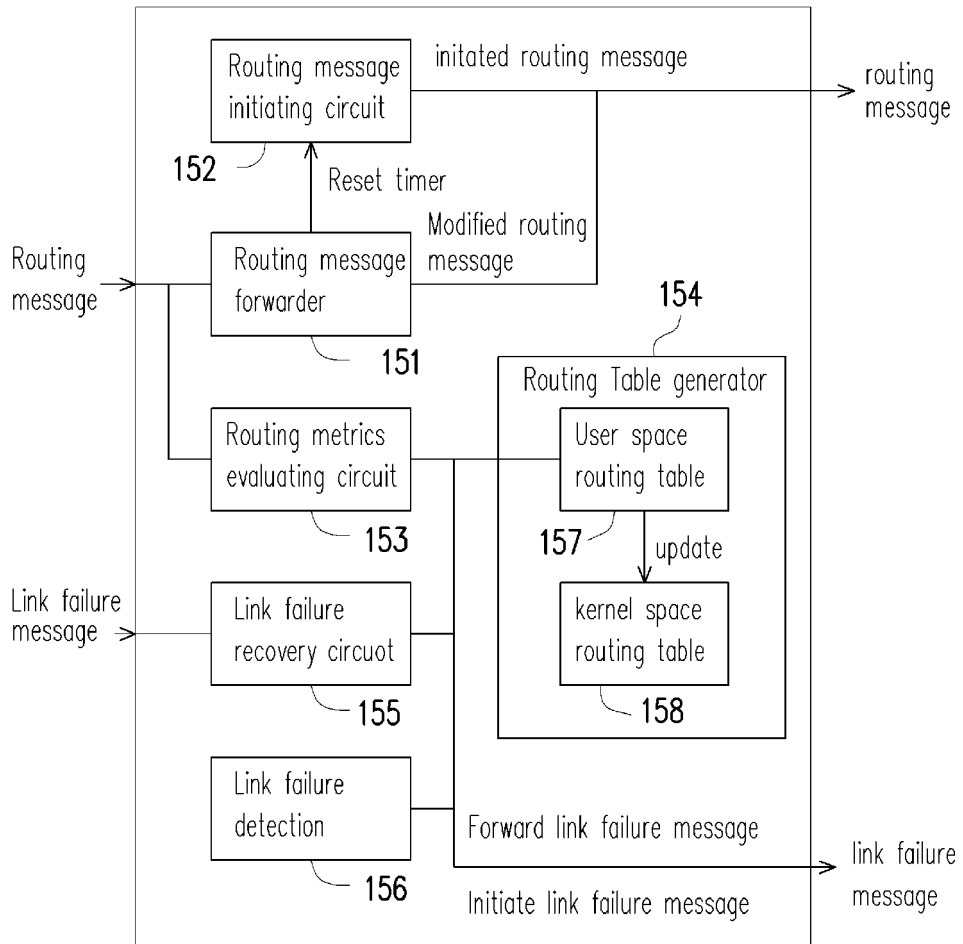 Routing message
initiating circuit
152
initated routing message
routing
message
Reset timer
Modified routing
message
Routing
message
Routing message
forwarder
151
154
Routing Table generator
Routing metrics
evaluating circuit
153
User space
routing table
157
update
Link failure
message
Link failure
recovery circuot
155
kernel space
routing table
158
Link failure
detection
156
Forward link failure message
Initiate link failure message
link failure
message